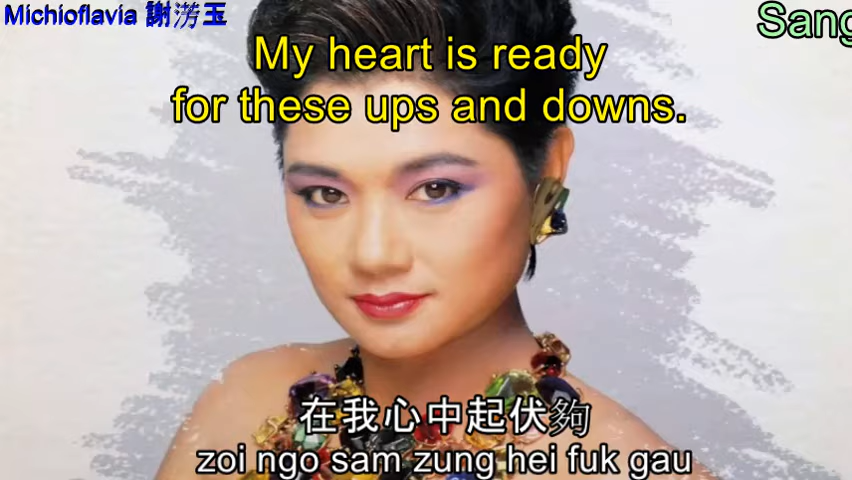 Michioflavia 謝雱玉
Sang
My heart is ready
for these ups and downs.
在我心中起伏夠
zoi ngo sam zung hei fuk gau